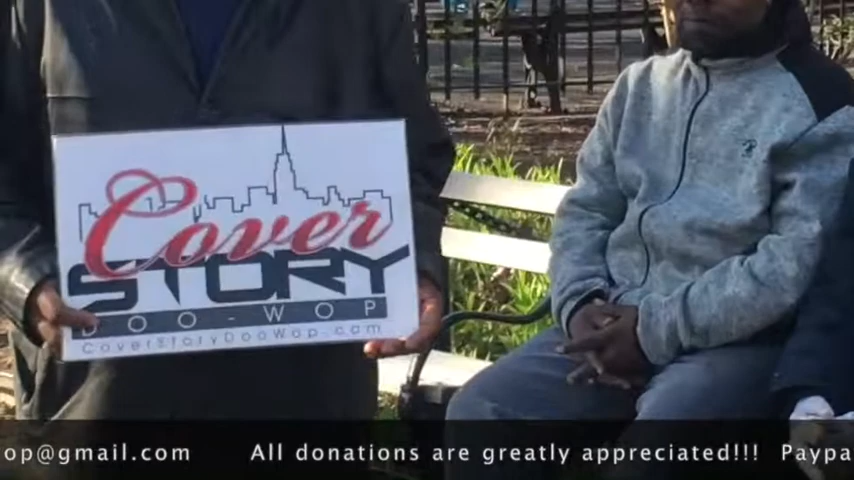 Cover
STORY
DOO-WOP
CoverStoryDooWop.com
op@gmail.com All donations are greatly appreciated!!! Paypa